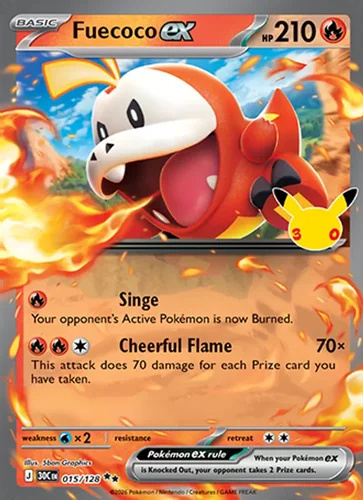 BASIC
Fuecoco ex HP 210
30
Singe
Your opponent's Active Pokémon is now Burned.
Cheerful Flame 70×
This attack does 70 damage for each Prize card you
have taken.
weakness ×2 resistance retreat
Illus. 5ban Graphics
J 30C EN 015/128 ★★
Pokémon ex rule When your Pokémon ex
is Knocked Out, your opponent takes 2 Prize cards.
©2026 Pokémon / Nintendo / Creatures / GAME FREAK